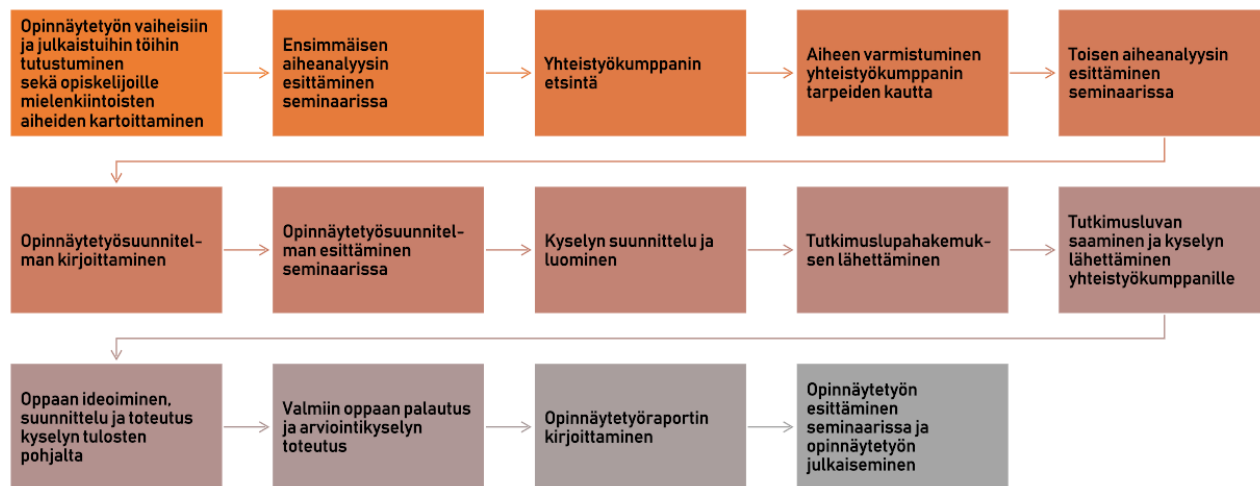 Opinnäytetyön vaiheisiin
ja julkaistuihin töihin
tutustuminen
sekä opiskelijoille
mielenkiintoisten
aiheiden kartoittaminen
Ensimmäisen
aiheanalyysin
esittäminen
seminaarissa
Yhteistyökumppanin
etsintä
Aiheen varmistuminen
yhteistyökumppanin
tarpeiden kautta
Toisen aiheanalyysin
esittäminen
seminaarissa
Opinnäytetyösuunnitel-
man kirjoittaminen
Opinnäytetyösuunnitel-
man esittäminen
seminaarissa
Kyselyn suunnittelu ja
luominen
Tutkimuslupahakemuk-
sen lähettäminen
Tutkimusluvan
saaminen ja kyselyn
lähettäminen
yhteistyökumppanille
Oppaan ideoiminen,
suunnittelu ja toteutus
kyselyn tulosten
pohjalta
Valmiin oppaan palautus
ja arviointikyselyn
toteutus
Opinnäytetyöraportin
kirjoittaminen
Opinnäytetyön
esittäminen
seminaarissa ja
opinnäytetyön
julkaiseminen